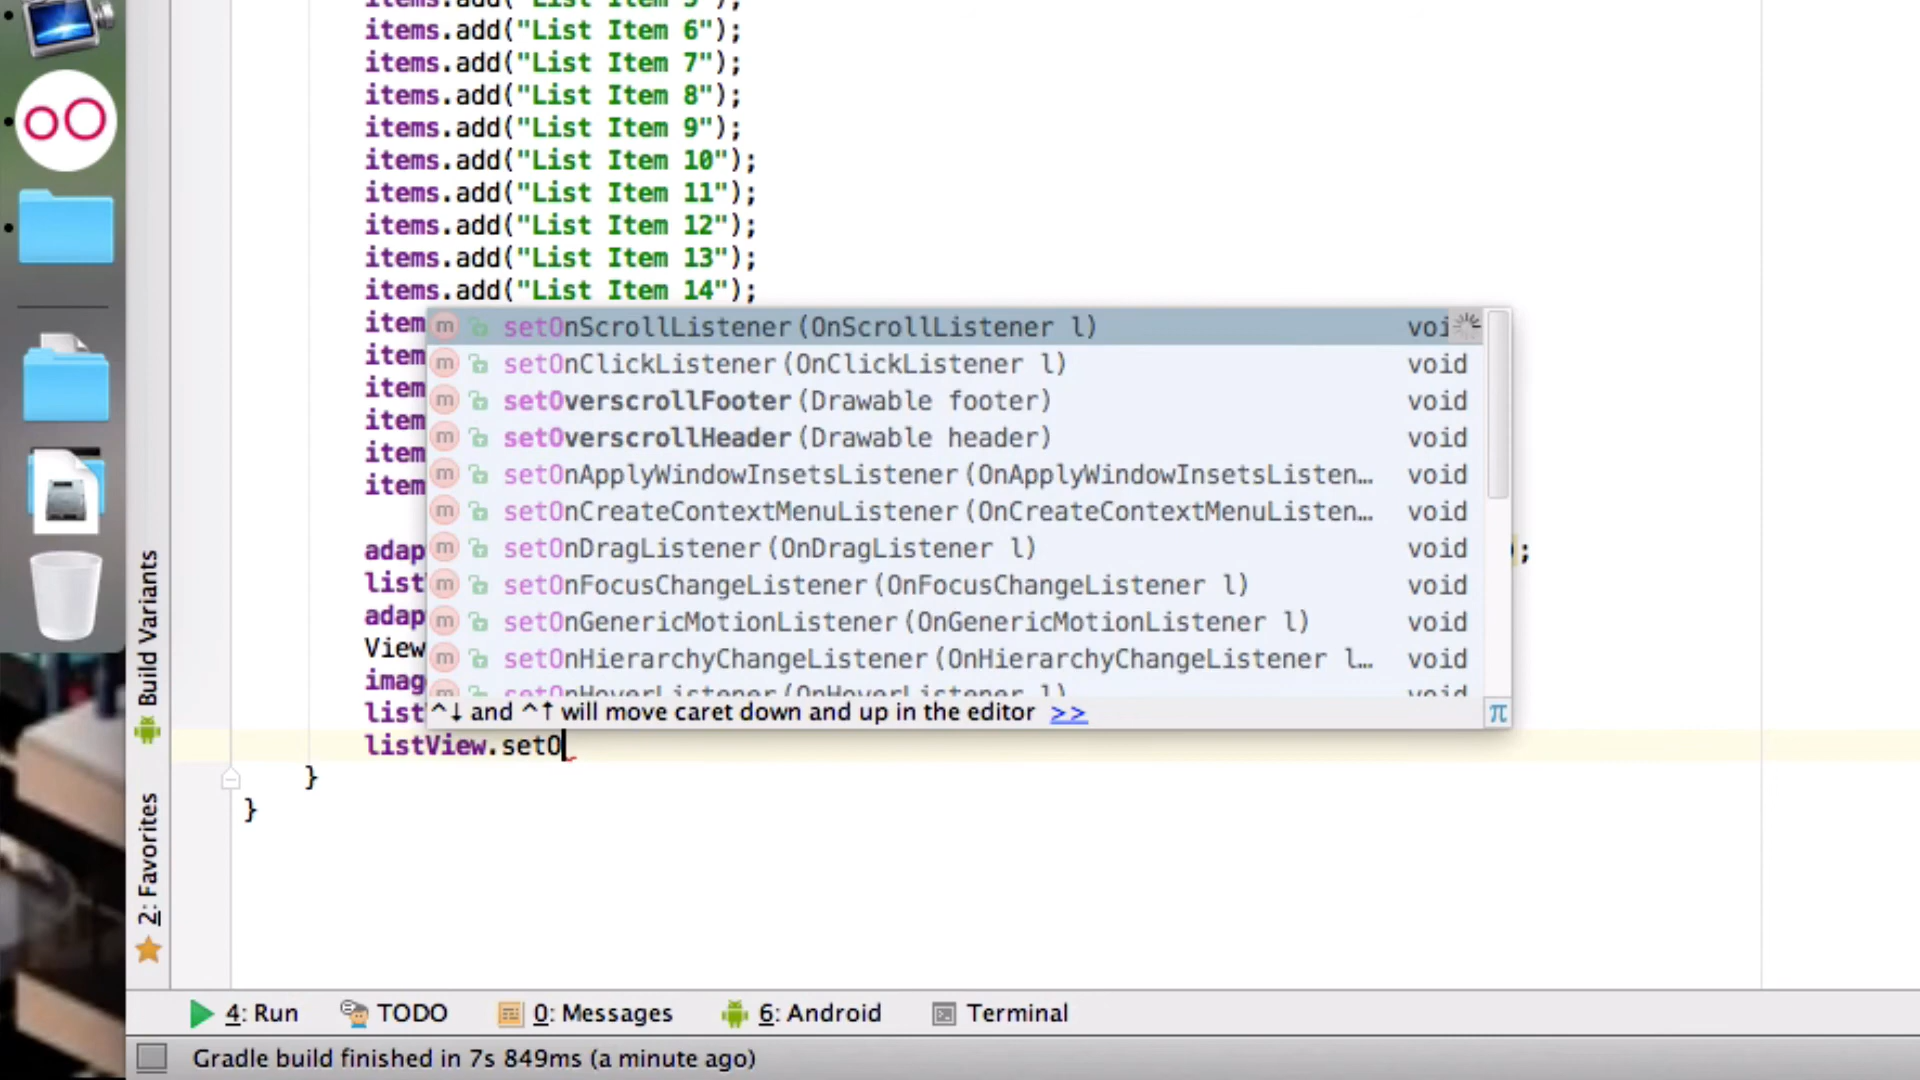 items.add("List Item 6");
items.add("List Item 7");
items.add("List Item 8");
items.add("List Item 9");
items.add("List Item 10");
items.add("List Item 11");
items.add("List Item 12");
items.add("List Item 13");
items.add("List Item 14");
item
setOnScrollListener(OnScrollListener l) voi
item
setOnClickListener(OnClickListener l) void
item
setOverscrollFooter(Drawable footer) void
item
setOverscrollHeader(Drawable header) void
item
setOnApplyWindowInsetsListener(OnApplyWindowInsetsListen… void
item
setOnCreateContextMenuListener(OnCreateContextMenuListen… void
adap
setOnDragListener(OnDragListener l) void
;
list
setOnFocusChangeListener(OnFocusChangeListener l) void
adap
setOnGenericMotionListener(OnGenericMotionListener l) void
View
setOnHierarchyChangeListener(OnHierarchyChangeListener l… void
imag
setOnHoverListener(OnHoverListener l) void
list
^↓ and ^↑ will move caret down and up in the editor >> π
listView.setO
}
}
Build Variants
2: Favorites
4: Run TODO 0: Messages 6: Android Terminal
Gradle build finished in 7s 849ms (a minute ago)